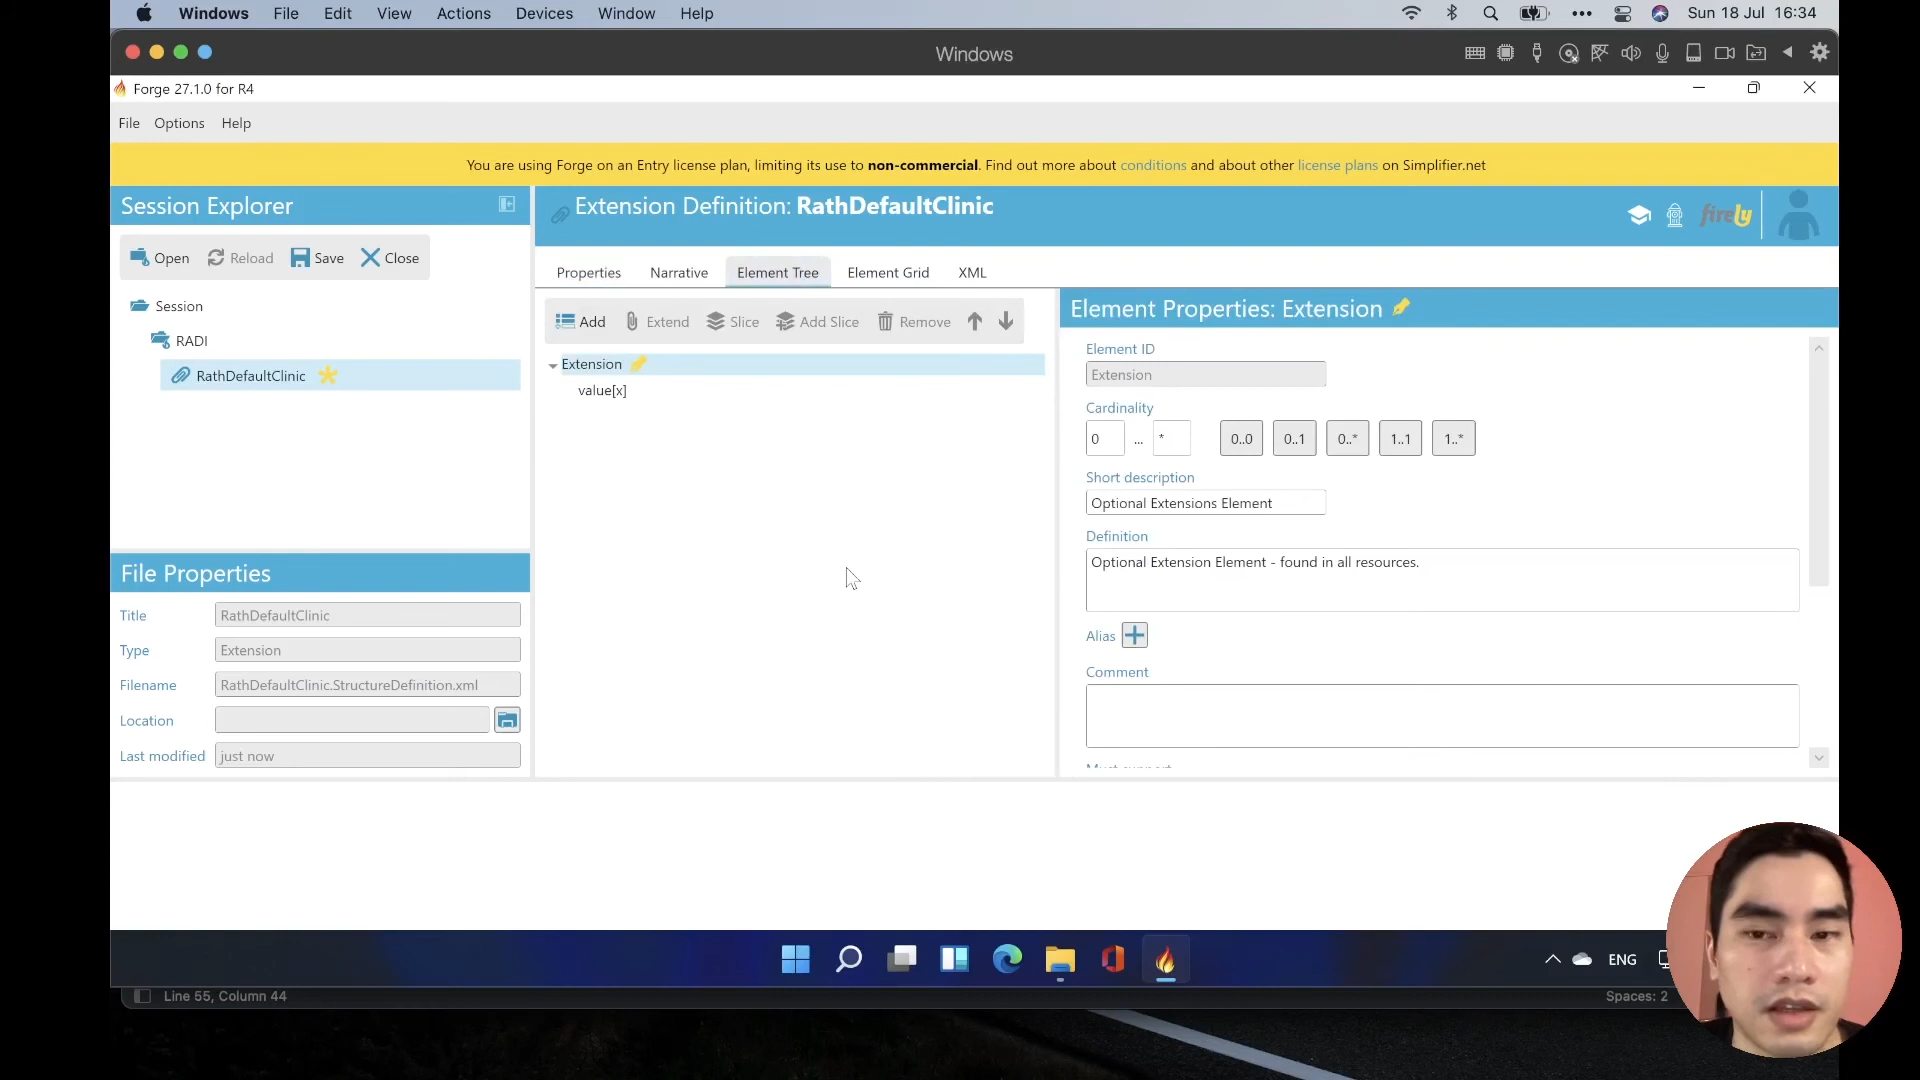 Windows File Edit View Actions Devices Window Help Sun 18 Jul 16:34
Windows
Forge 27.1.0 for R4
File Options Help
You are using Forge on an Entry license plan, limiting its use to non-commercial. Find out more about conditions and about other license plans on Simplifier.net
Session Explorer
Open Reload Save Close
Session
RADI
RathDefaultClinic
File Properties
Title RathDefaultClinic
Type Extension
Filename RathDefaultClinic.StructureDefinition.xml
Location
Last modified just now
Extension Definition: RathDefaultClinic
firely
Properties Narrative Element Tree Element Grid XML
Add Extend Slice Add Slice Remove
Extension
value[x]
Element Properties: Extension
Element ID
Extension
Cardinality
0 ... * 0..0 0..1 0..* 1..1 1..*
Short description
Optional Extensions Element
Definition
Optional Extension Element - found in all resources.
Alias
Comment
Must support
ENG
Line 55, Column 44 Spaces: 2